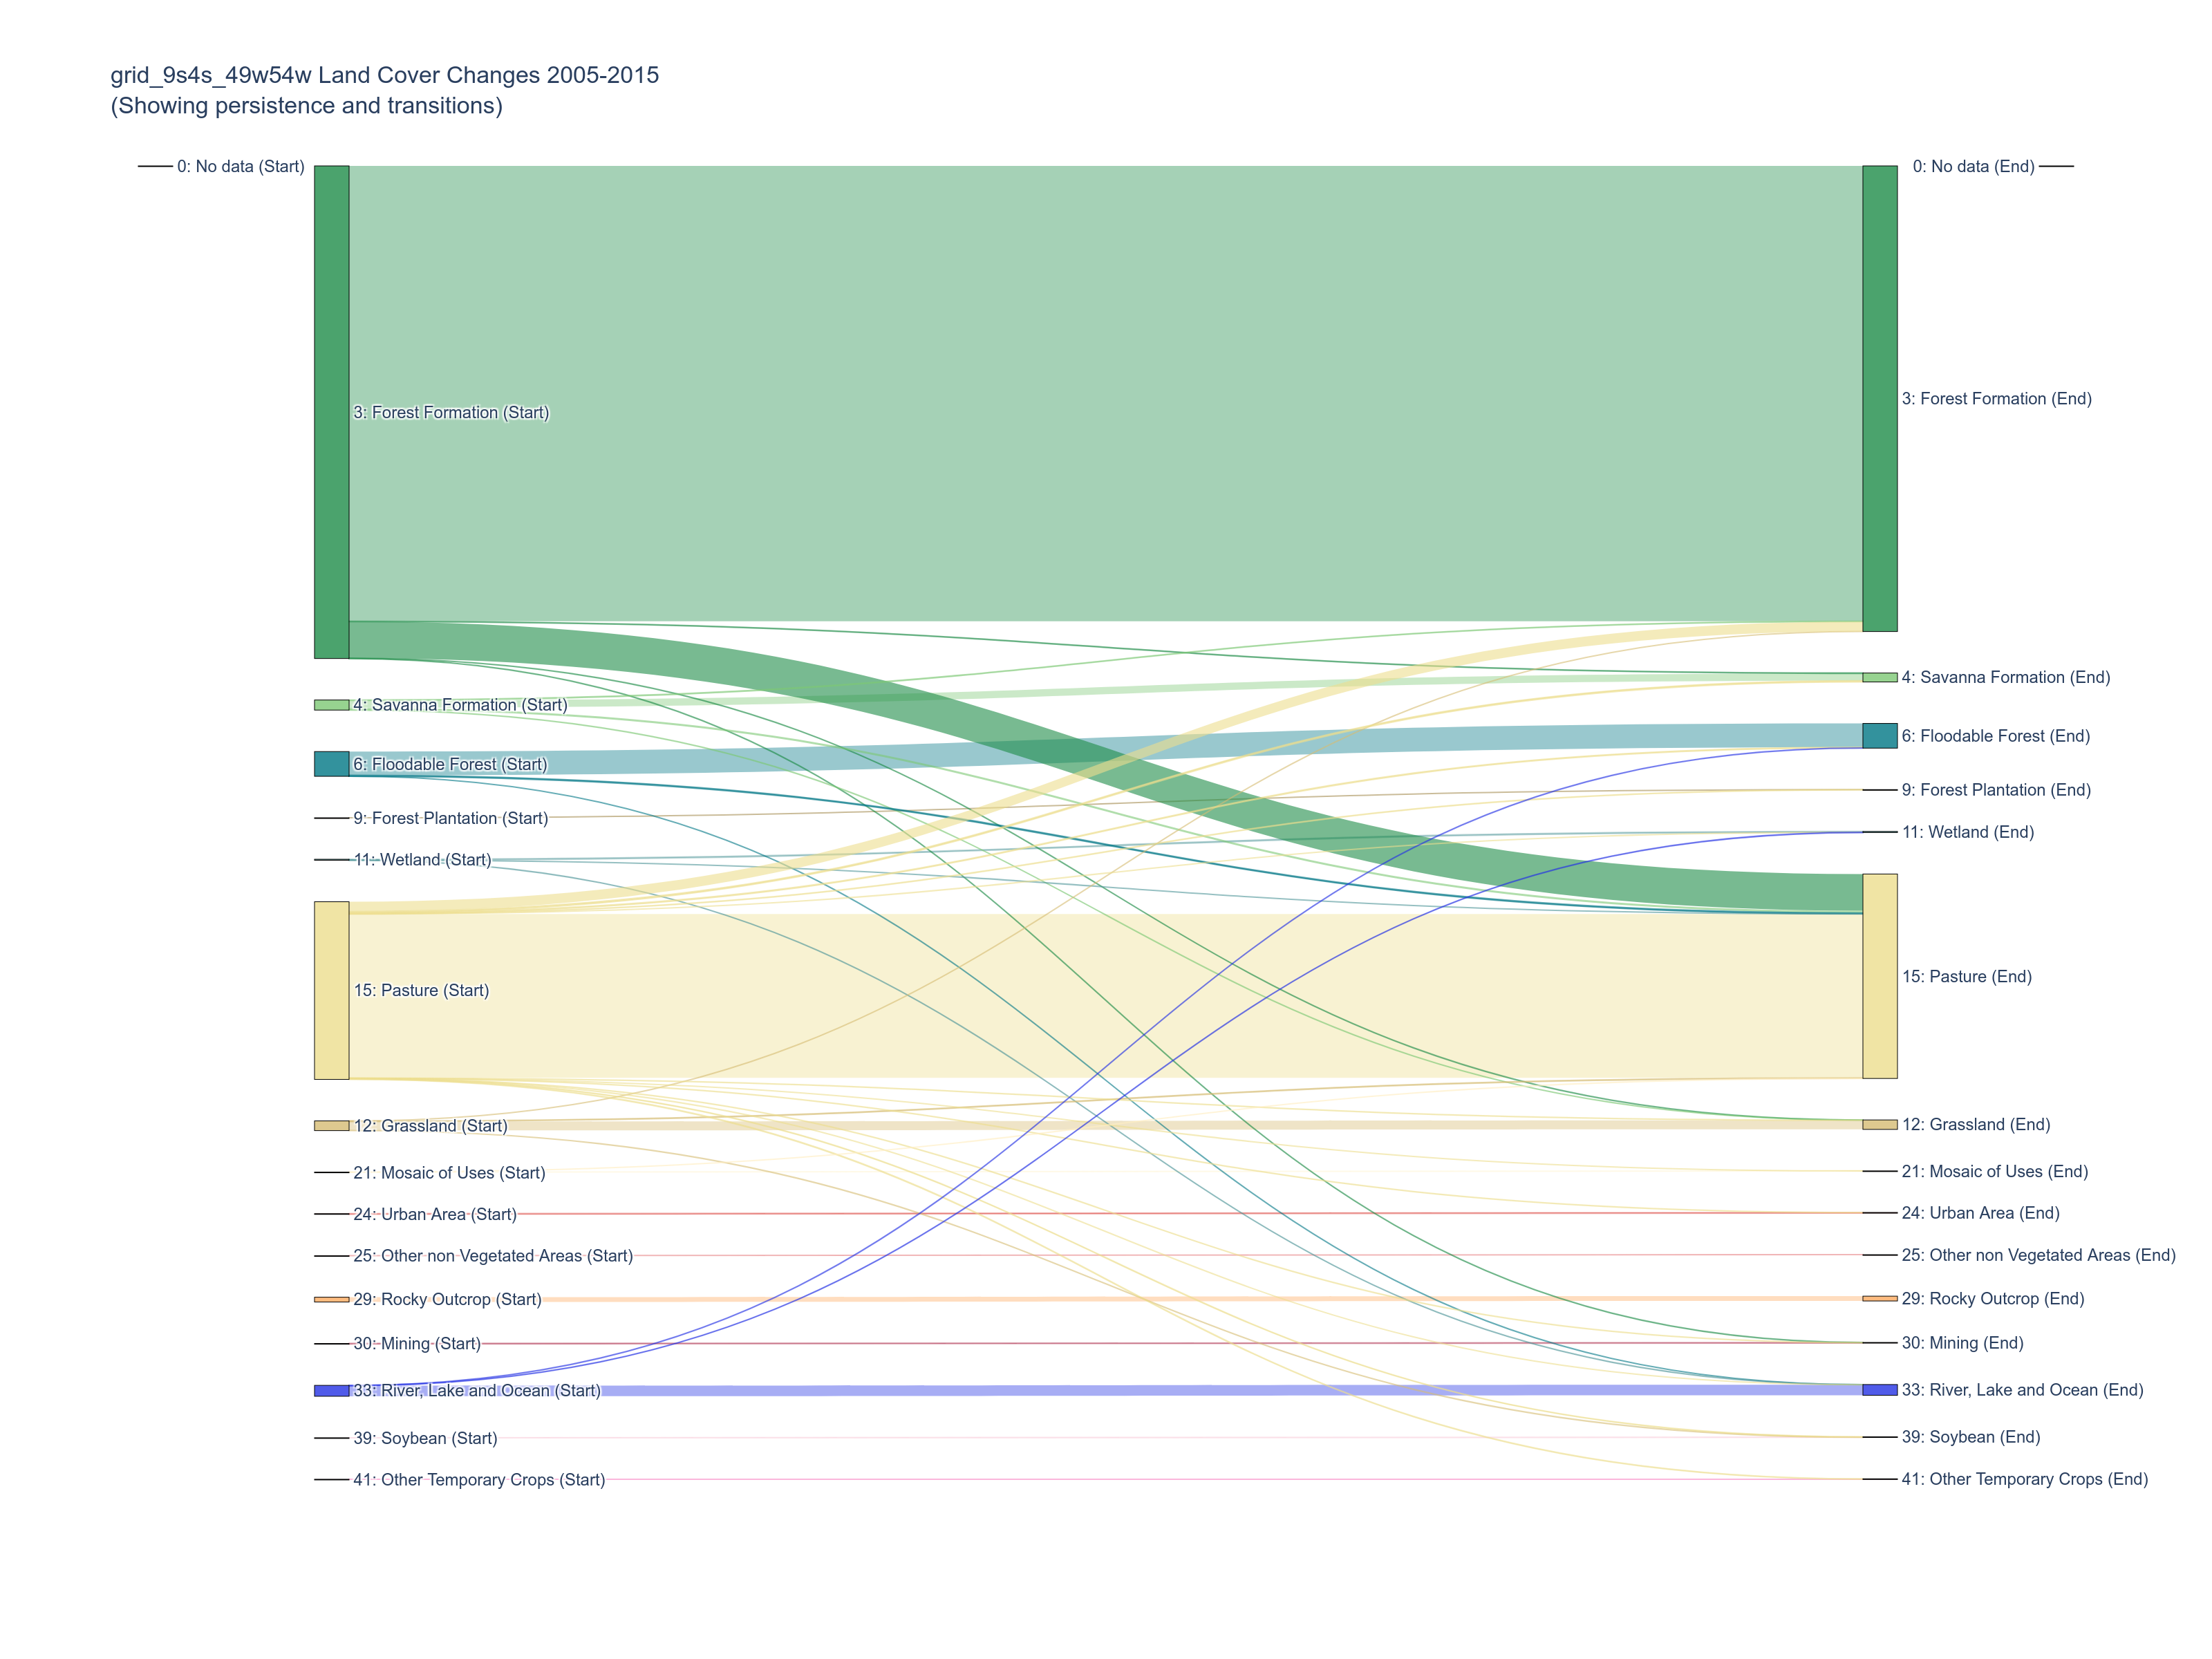 grid_9s4s_49w54w Land Cover Changes 2005-2015
(Showing persistence and transitions)
0: No data (Start)
0: No data (End)
3: Forest Formation (Start)
3: Forest Formation (End)
4: Savanna Formation (Start)
4: Savanna Formation (End)
6: Floodable Forest (Start)
6: Floodable Forest (End)
9: Forest Plantation (Start)
9: Forest Plantation (End)
11: Wetland (Start)
11: Wetland (End)
15: Pasture (Start)
15: Pasture (End)
12: Grassland (Start)
12: Grassland (End)
21: Mosaic of Uses (Start)
21: Mosaic of Uses (End)
24: Urban Area (Start)
24: Urban Area (End)
25: Other non Vegetated Areas (Start)
25: Other non Vegetated Areas (End)
29: Rocky Outcrop (Start)
29: Rocky Outcrop (End)
30: Mining (Start)
30: Mining (End)
33: River, Lake and Ocean (Start)
33: River, Lake and Ocean (End)
39: Soybean (Start)
39: Soybean (End)
41: Other Temporary Crops (Start)
41: Other Temporary Crops (End)